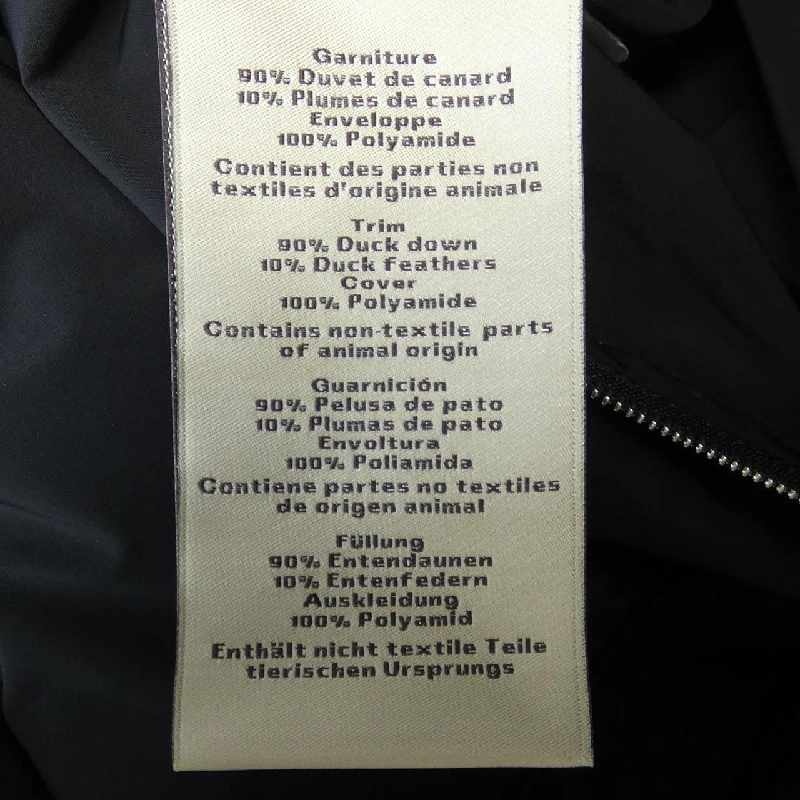 Garniture
90% Duvet de canard
10% Plumes de canard
Enveloppe
100% Polyamide
Contient des parties non
textiles d'origine animale
Trim
90% Duck down
10% Duck feathers
Cover
100% Polyamide
Contains non-textile parts
of animal origin
Guarnición
90% Pelusa de pato
10% Plumas de pato
Envoltura
100% Poliamida
Contiene partes no textiles
de origen animal
Füllung
90% Entendaunen
10% Entenfedern
Auskleidung
100% Polyamid
Enthält nicht textile Teile
tierischen Ursprungs